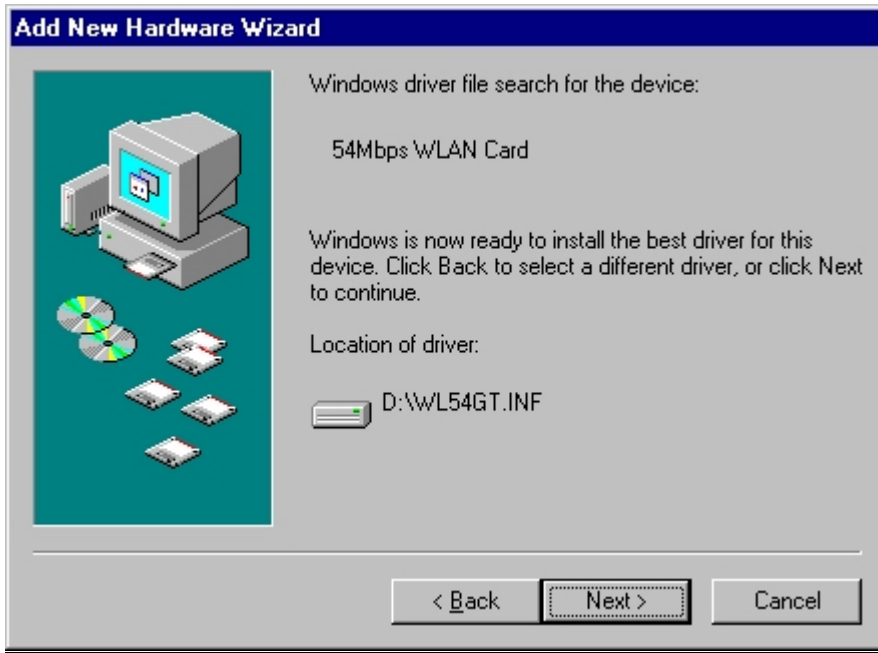 Add New Hardware Wizard
Windows driver file search for the device:
54Mbps WLAN Card
Windows is now ready to install the best driver for this
device. Click Back to select a different driver, or click Next
to continue.
Location of driver:
D:\WL54GT.INF
< Back
Next >
Cancel